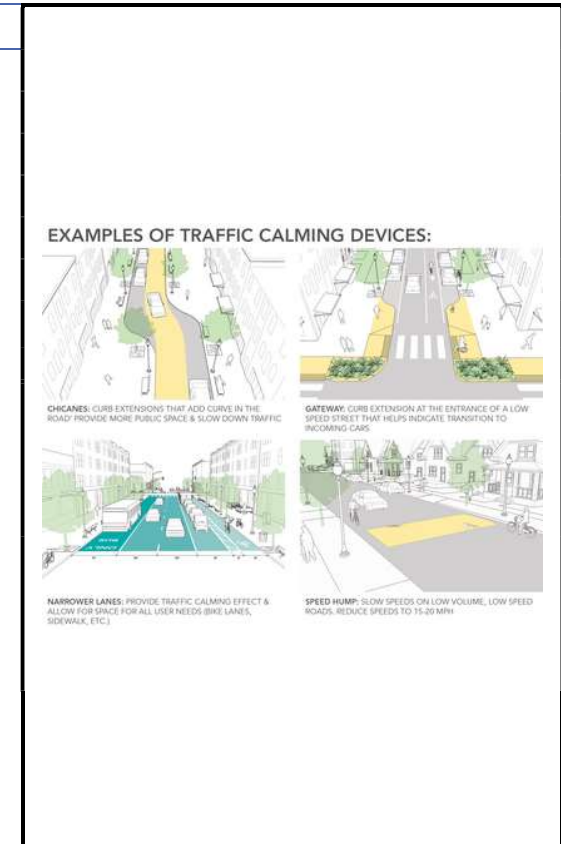 EXAMPLES OF TRAFFIC CALMING DEVICES:
CHICANES: CURB EXTENSIONS THAT ADD CURVE IN THE
ROAD' PROVIDE MORE PUBLIC SPACE & SLOW DOWN TRAFFIC
GATEWAY: CURB EXTENSION AT THE ENTRANCE OF A LOW
SPEED STREET THAT HELPS INDICATE TRANSITION TO
INCOMING CARS
NARROWER LANES: PROVIDE TRAFFIC CALMING EFFECT &
ALLOW FOR SPACE FOR ALL USER NEEDS (BIKE LANES,
SIDEWALK, ETC.)
SPEED HUMP: SLOW SPEEDS ON LOW VOLUME, LOW SPEED
ROADS. REDUCE SPEEDS TO 15-20 MPH